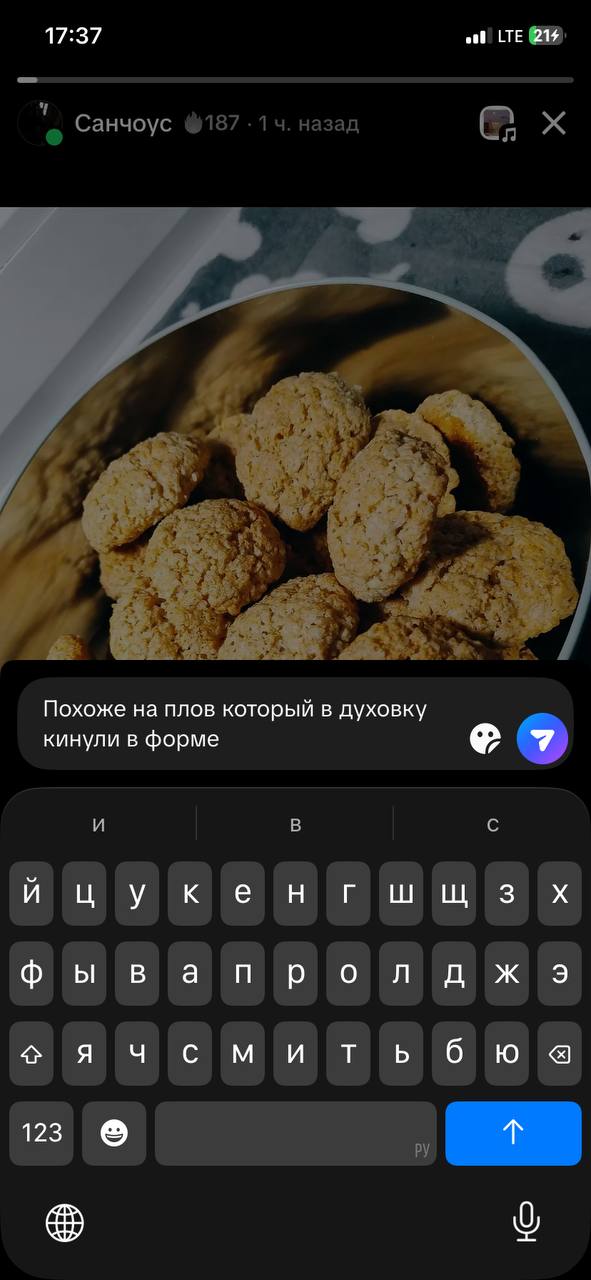 17:37
LTE 21
Санчоус 187 · 1 ч. назад
Похоже на плов который в духовку
кинули в форме
и в с
й ц у к е н г ш щ з х
ф ы в а п р о л д ж э
я ч с м и т ь б ю
123
РУ